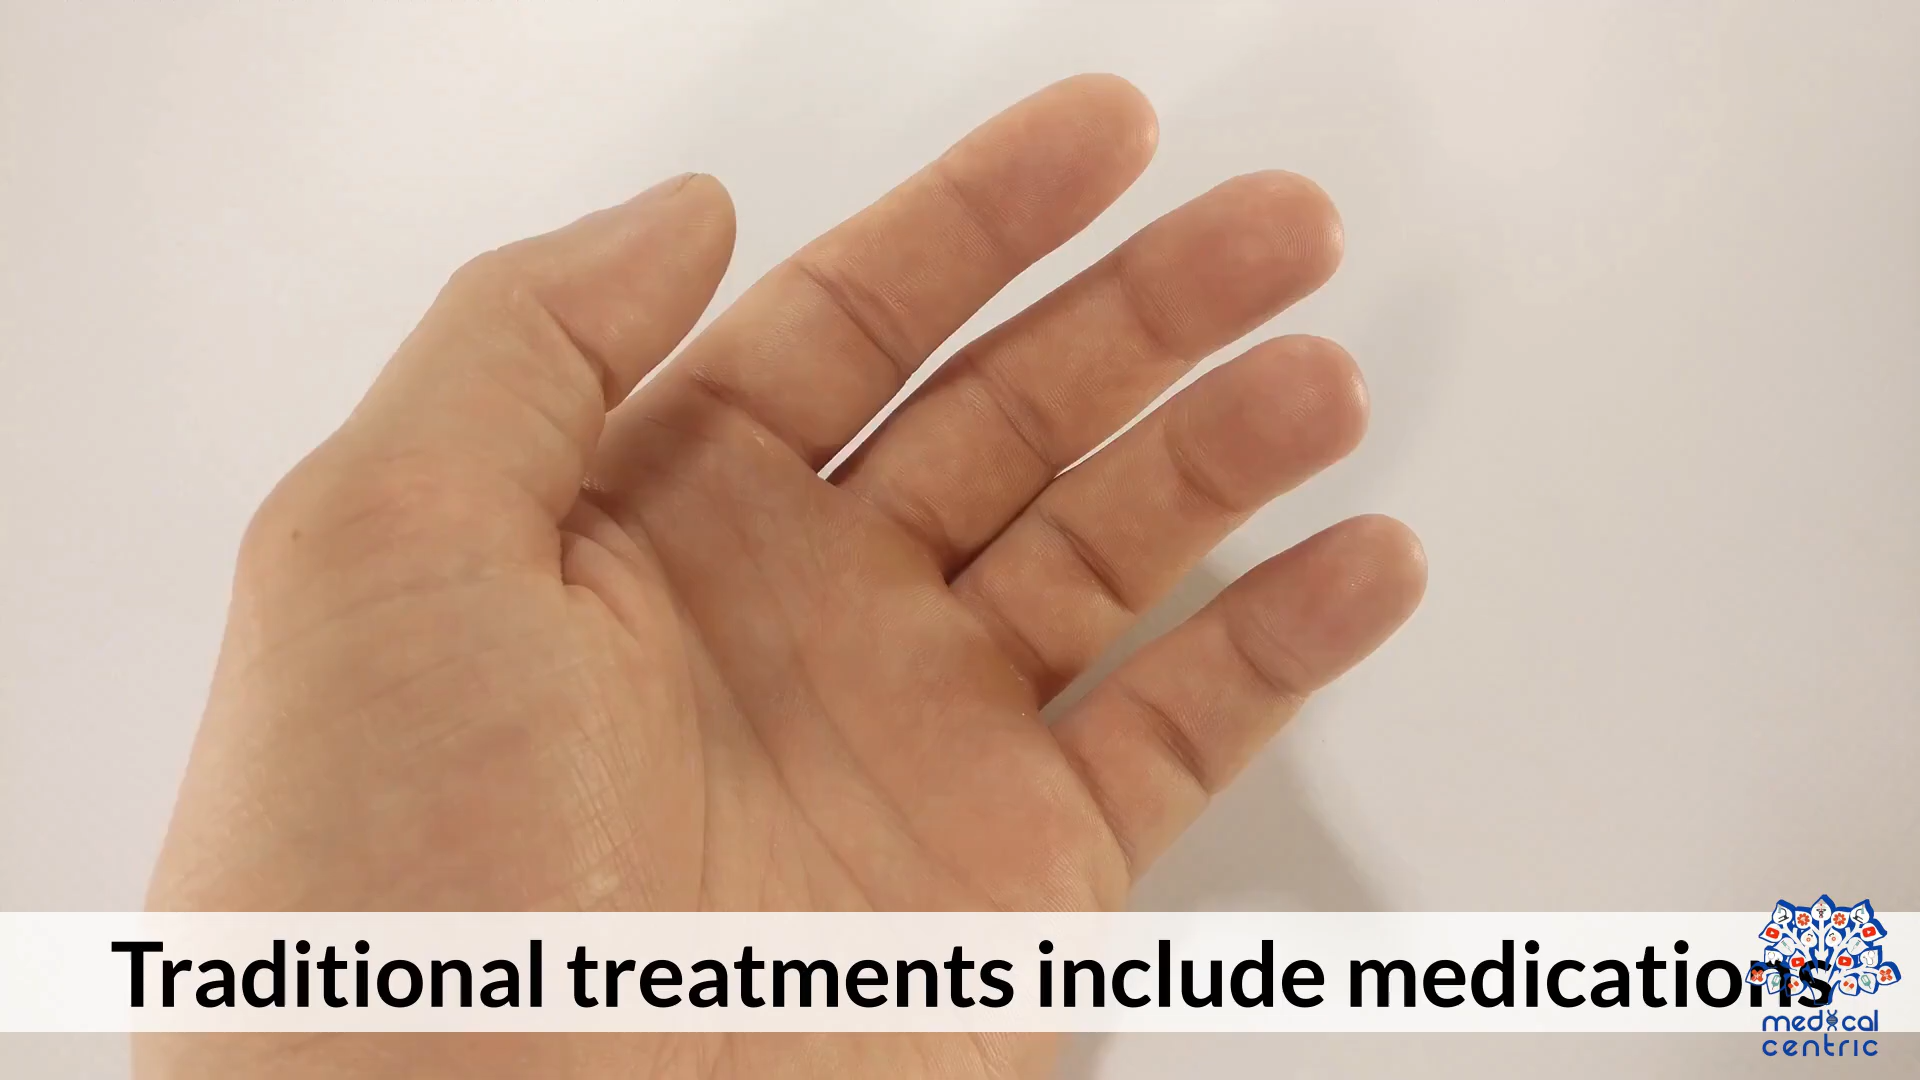 Traditional treatments include medications
medical
centric